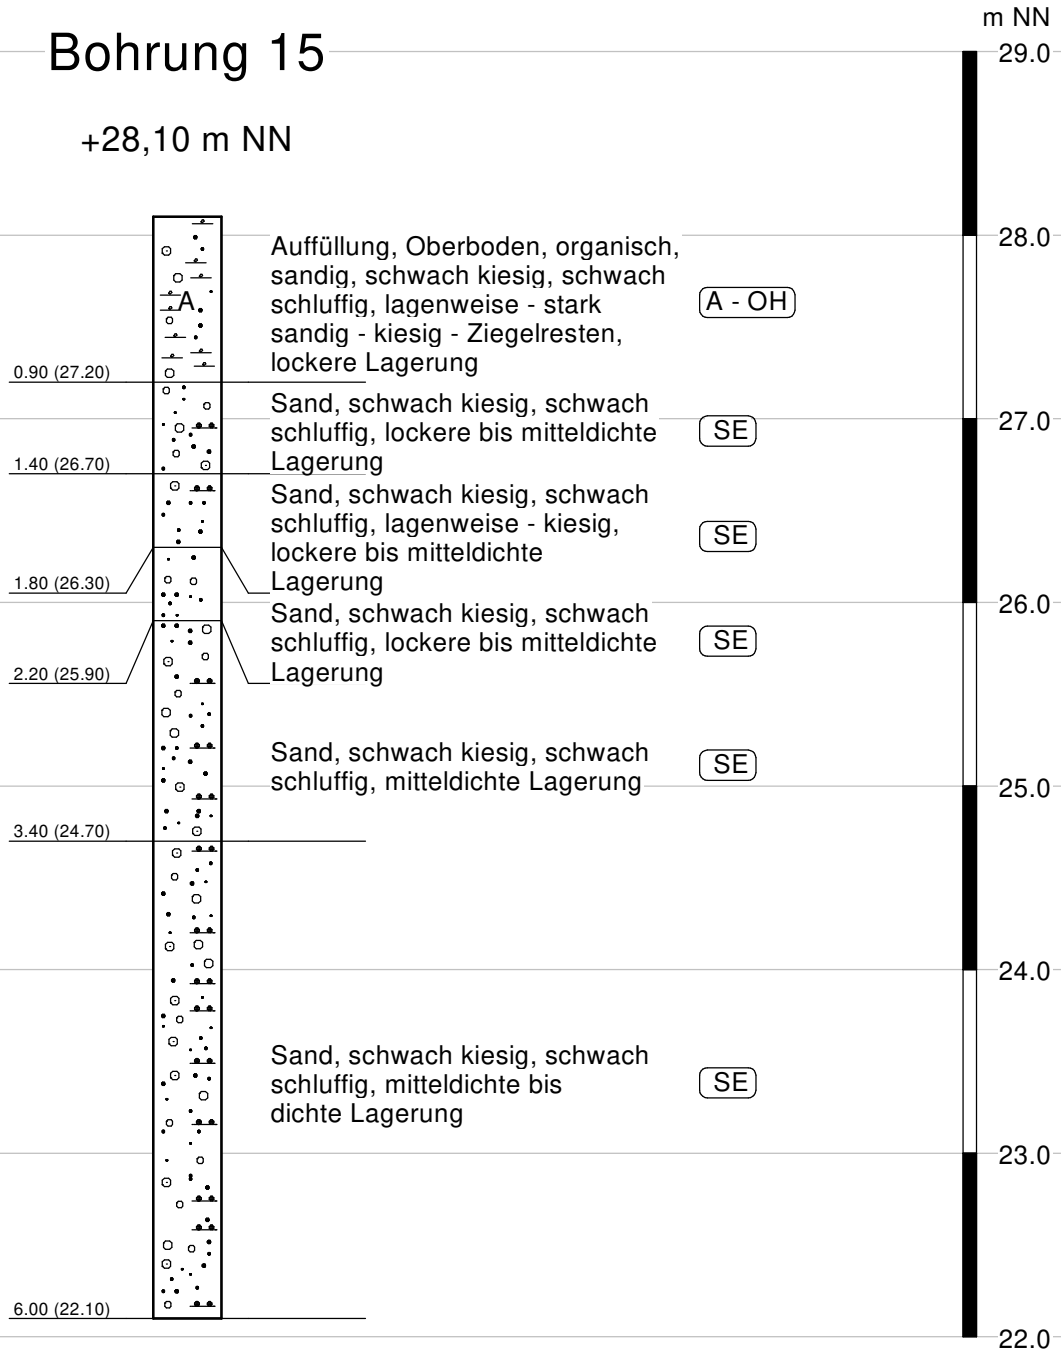 m NN
Bohrung 15
29.0
+28,10 m NN
28.0
Auffüllung, Oberboden, organisch,
sandig, schwach kiesig, schwach
schluffig, lagenweise - stark
sandig - kiesig - Ziegelresten,
lockere Lagerung
A - OH
A
0.90 (27.20)
Sand, schwach kiesig, schwach
schluffig, lockere bis mitteldichte
Lagerung
SE
27.0
1.40 (26.70)
Sand, schwach kiesig, schwach
schluffig, lagenweise - kiesig,
lockere bis mitteldichte
Lagerung
SE
1.80 (26.30)
26.0
Sand, schwach kiesig, schwach
schluffig, lockere bis mitteldichte
Lagerung
SE
2.20 (25.90)
Sand, schwach kiesig, schwach
schluffig, mitteldichte Lagerung
SE
25.0
3.40 (24.70)
24.0
Sand, schwach kiesig, schwach
schluffig, mitteldichte bis
dichte Lagerung
SE
23.0
6.00 (22.10)
22.0